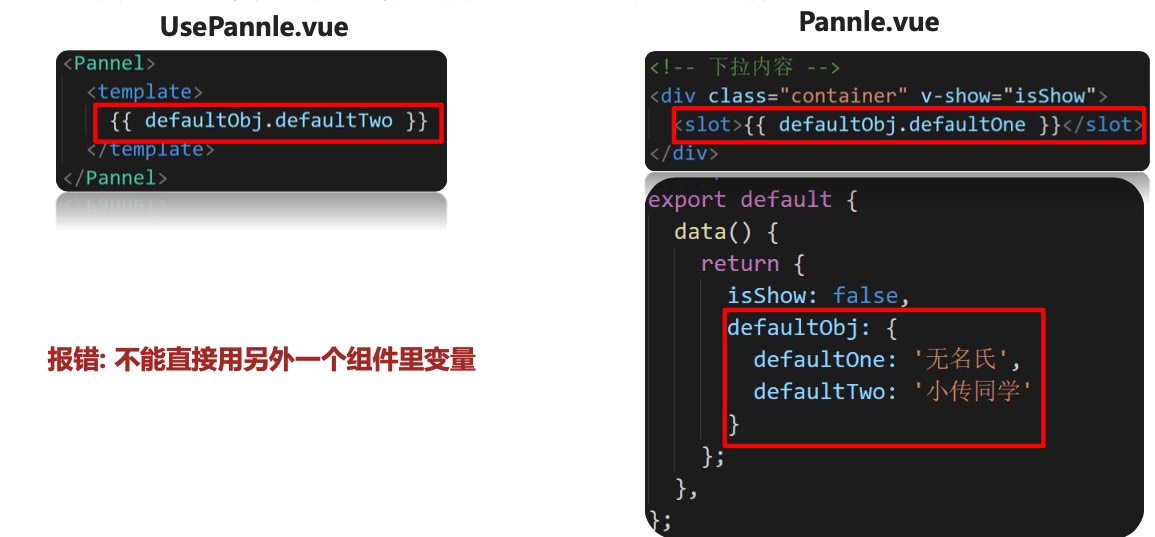 UsePannle.vue
<Pannel>
<template>
{{ defaultObj.defaultTwo }}
</template>
</Pannel>
报错: 不能直接用另外一个组件里变量
Pannle.vue
<!-- 下拉内容 -->
<div class="container" v-show="isShow">
<slot>{{ defaultObj.defaultOne }}</slot>
</div>
export default {
data() {
return {
isShow: false,
defaultObj: {
defaultOne: '无名氏',
defaultTwo: '小传同学'
}
};
},
};